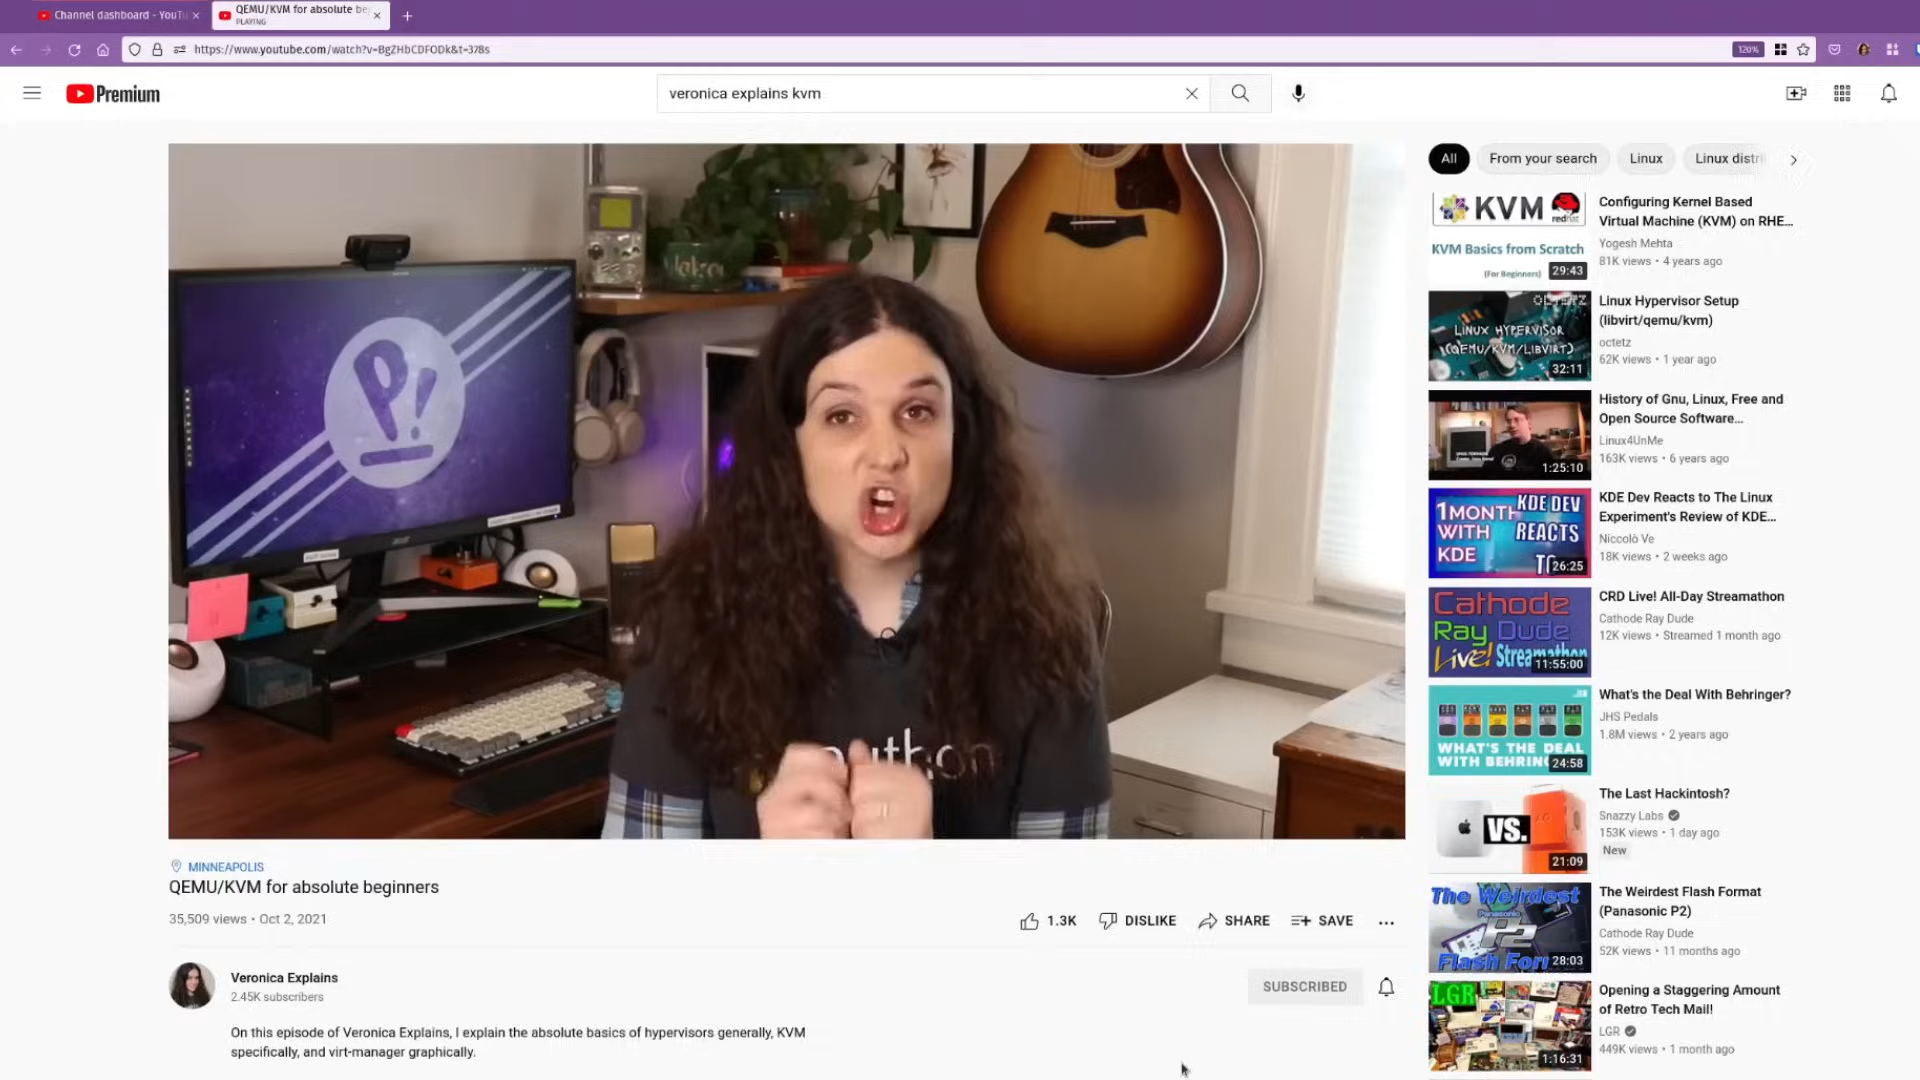 Channel dashboard - YouTu
QEMU/KVM for absolute be
PLAYING
https://www.youtube.com/watch?v=BgZHbCDFODk&t=378s
120%
Premium
veronica explains kvm
P!
python
MINNEAPOLIS
QEMU/KVM for absolute beginners
35,509 views • Oct 2, 2021
1.3K
DISLIKE
SHARE
SAVE
Veronica Explains
2.45K subscribers
SUBSCRIBED
On this episode of Veronica Explains, I explain the absolute basics of hypervisors generally, KVM
specifically, and virt-manager graphically.
All
From your search
Linux
Linux distri
KVM
redhat
KVM Basics from Scratch
(For Beginners)
29:43
Configuring Kernel Based
Virtual Machine (KVM) on RHE...
Yogesh Mehta
81K views • 4 years ago
OCTETZ
LINUX HYPERVISOR
(QEMU/KVM/LIBVIRT)
32:11
Linux Hypervisor Setup
(libvirt/qemu/kvm)
octetz
62K views • 1 year ago
1:25:10
History of Gnu, Linux, Free and
Open Source Software...
Linux4UnMe
163K views • 6 years ago
1 MONTH
WITH
KDE
KDE DEV
REACTS
TO
26:25
KDE Dev Reacts to The Linux
Experiment's Review of KDE...
Niccolò Ve
18K views • 2 weeks ago
Cathode
Ray Dude
Live! Streamathon
11:55:00
CRD Live! All-Day Streamathon
Cathode Ray Dude
12K views • Streamed 1 month ago
WHAT'S THE DEAL
WITH BEHRIN
24:58
What's the Deal With Behringer?
JHS Pedals
1.8M views • 2 years ago
VS.
21:09
The Last Hackintosh?
Snazzy Labs
153K views • 1 day ago
New
The Weirdest
Panasonic
P2
Flash Form
28:03
The Weirdest Flash Format
(Panasonic P2)
Cathode Ray Dude
52K views • 11 months ago
LGR
1:16:31
Opening a Staggering Amount
of Retro Tech Mail!
LGR
449K views • 1 month ago